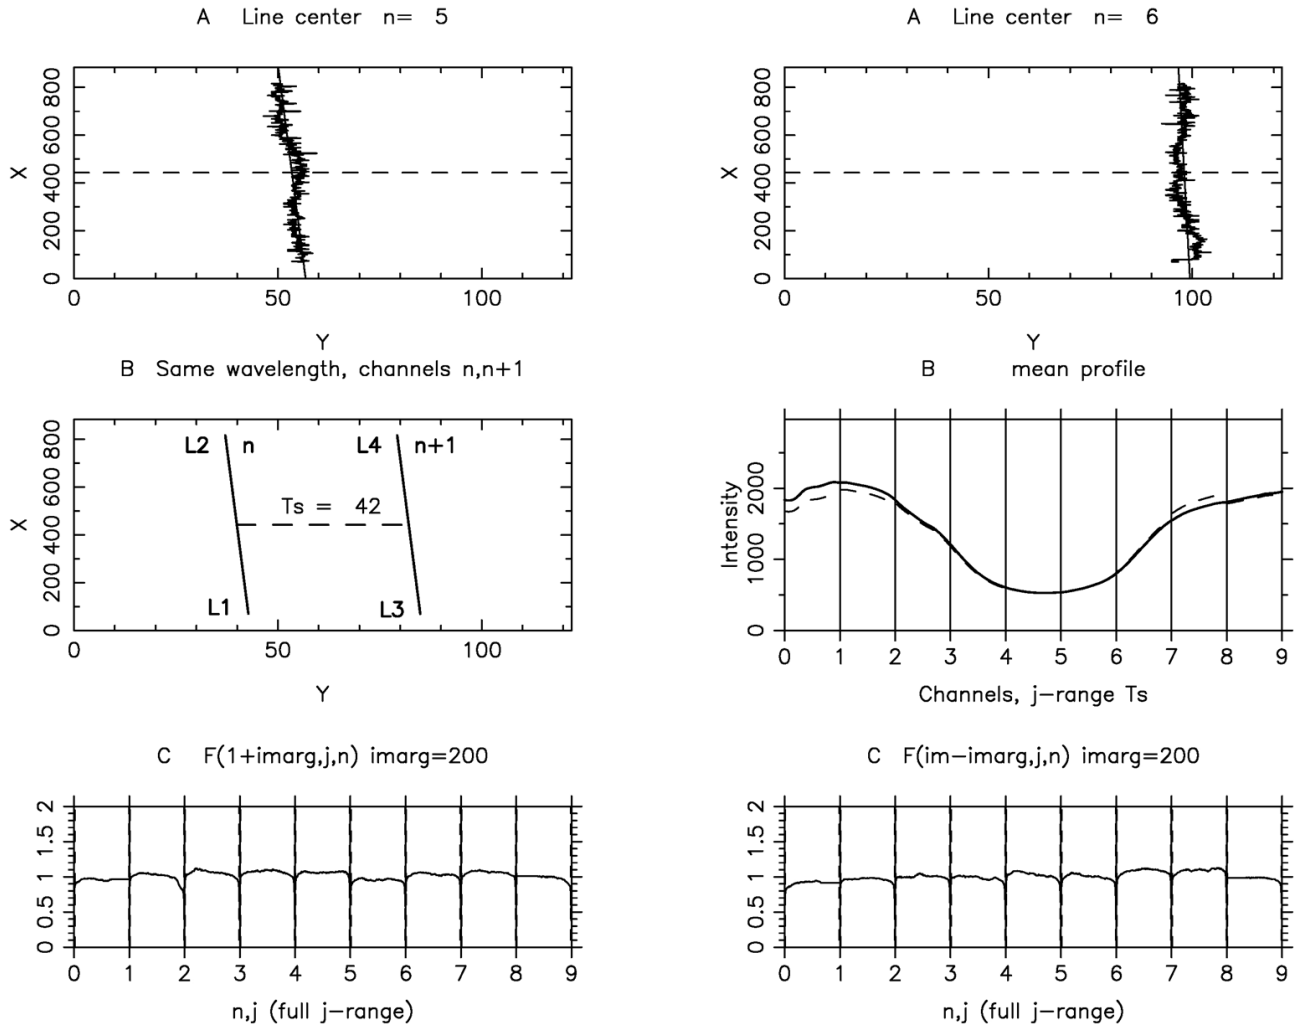 A Line center n= 5
X
800
600
400
200
0
0 50 100
Y
A Line center n= 6
X
800
600
400
200
0
0 50 100
Y
B Same wavelength, channels n,n+1
X
800
600
400
200
0
L2 n L4 n+1
Ts = 42
L1 L3
0 50 100
Y
B mean profile
Intensity
2000
1000
0
0 1 2 3 4 5 6 7 8 9
Channels, j-range Ts
C F(1+imarg,j,n) imarg=200
2
1.5
1
0.5
0
0 1 2 3 4 5 6 7 8 9
n,j (full j-range)
C F(im-imarg,j,n) imarg=200
2
1.5
1
0.5
0
0 1 2 3 4 5 6 7 8 9
n,j (full j-range)